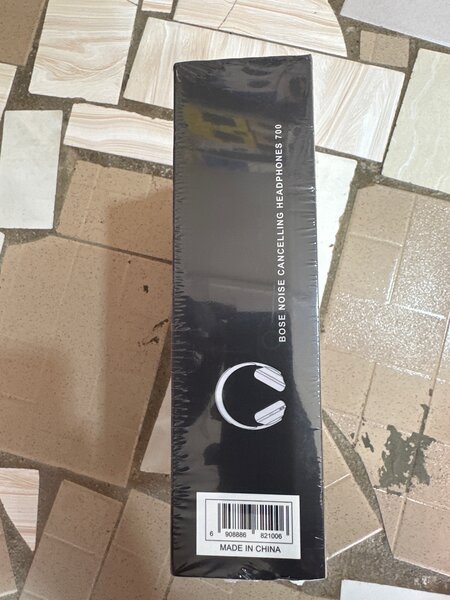 BOSE NOISE CANCELLING HEADPHONES 700
6 908886 821006
MADE IN CHINA